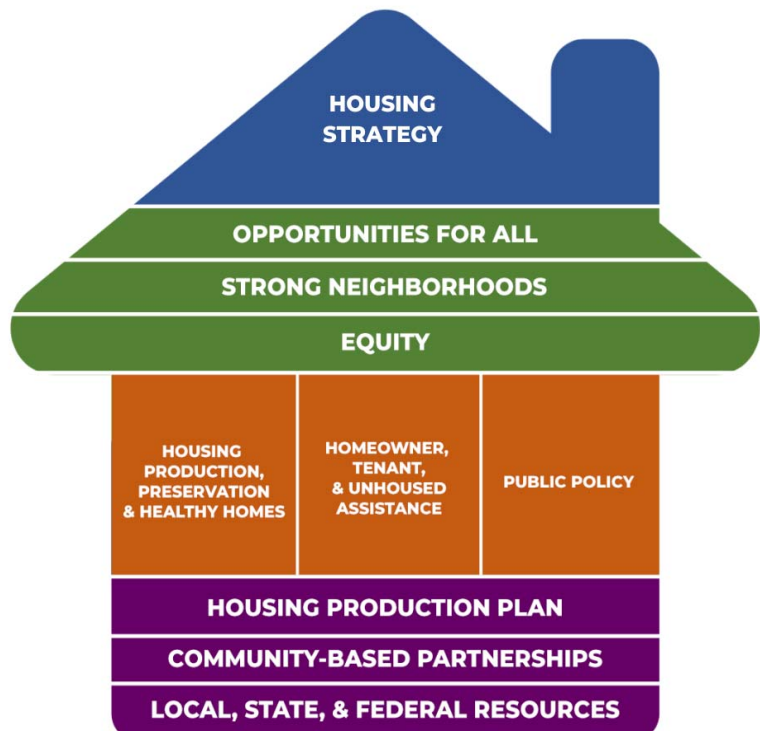 HOUSING
STRATEGY
OPPORTUNITIES FOR ALL
STRONG NEIGHBORHOODS
EQUITY
HOUSING
PRODUCTION,
PRESERVATION
& HEALTHY HOMES
HOMEOWNER,
TENANT,
& UNHOUSED
ASSISTANCE
PUBLIC POLICY
HOUSING PRODUCTION PLAN
COMMUNITY-BASED PARTNERSHIPS
LOCAL, STATE, & FEDERAL RESOURCES